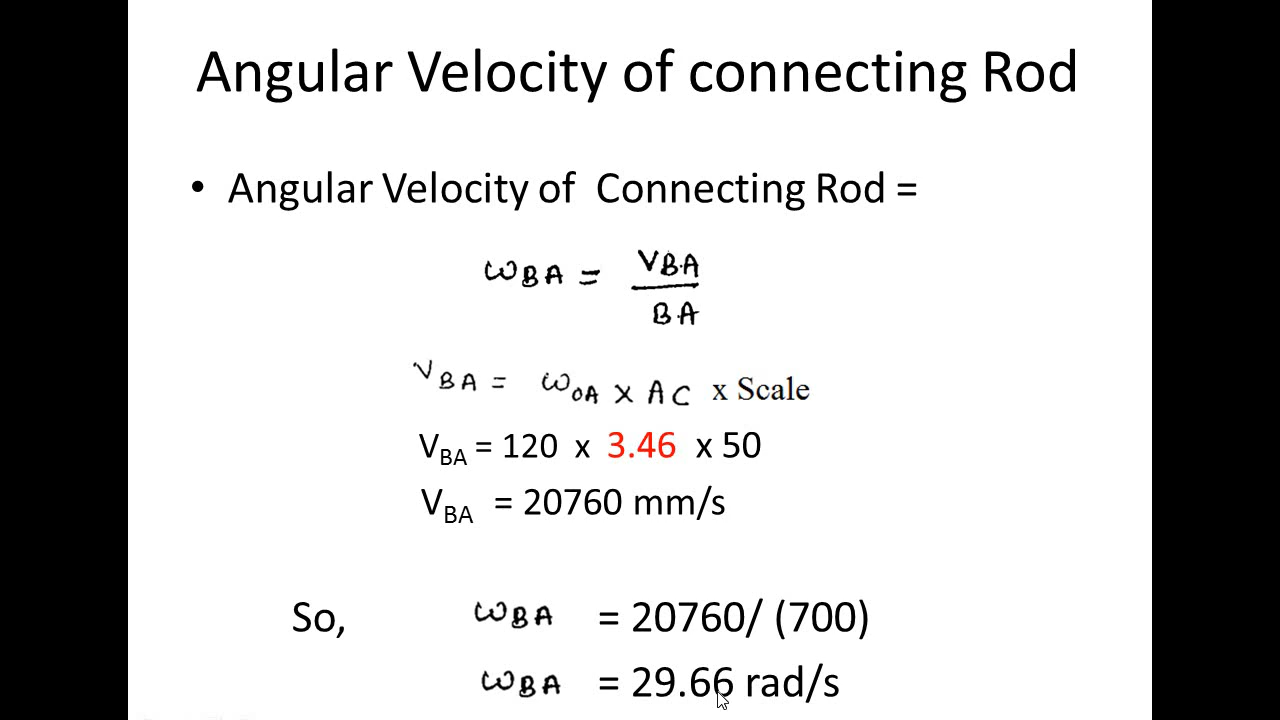 Angular Velocity of connecting Rod
• Angular Velocity of Connecting Rod =
ωBA = VBA
BA
VBA = ωOA × AC x Scale
VBA = 120 x 3.46 x 50
VBA = 20760 mm/s
So, ωBA = 20760/ (700)
ωBA = 29.66 rad/s